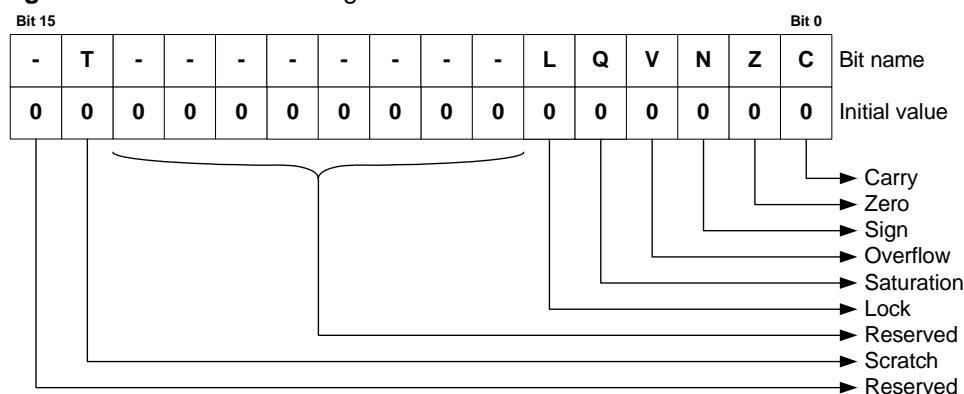 Bit 15 Bit 0
- T - - - - - - - - L Q V N Z C Bit name
0 0 0 0 0 0 0 0 0 0 0 0 0 0 0 0 Initial value
Carry
Zero
Sign
Overflow
Saturation
Lock
Reserved
Scratch
Reserved